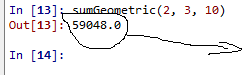 In [13]: sumGeometric(2, 3, 10)
Out[13]: 59048.0
In [14]: